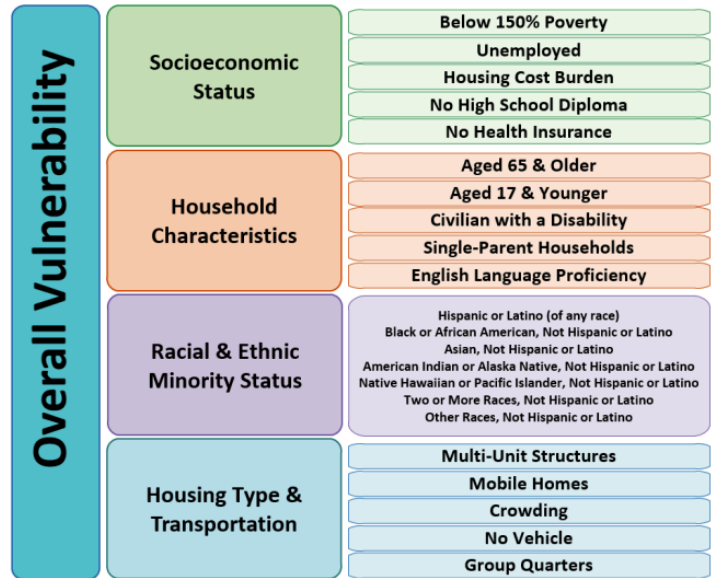 Overall Vulnerability
Socioeconomic
Status
Below 150% Poverty
Unemployed
Housing Cost Burden
No High School Diploma
No Health Insurance
Household
Characteristics
Aged 65 & Older
Aged 17 & Younger
Civilian with a Disability
Single-Parent Households
English Language Proficiency
Racial & Ethnic
Minority Status
Hispanic or Latino (of any race)
Black or African American, Not Hispanic or Latino
Asian, Not Hispanic or Latino
American Indian or Alaska Native, Not Hispanic or Latino
Native Hawaiian or Pacific Islander, Not Hispanic or Latino
Two or More Races, Not Hispanic or Latino
Other Races, Not Hispanic or Latino
Housing Type &
Transportation
Multi-Unit Structures
Mobile Homes
Crowding
No Vehicle
Group Quarters